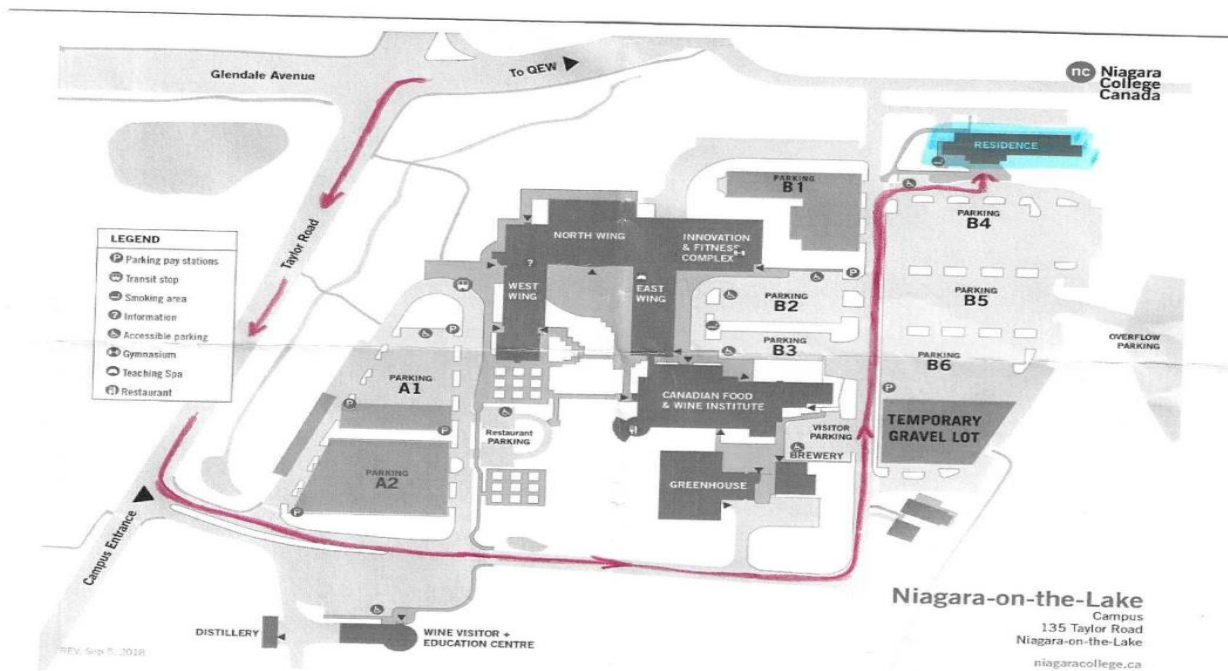 Glendale Avenue
To QEW
nc Niagara
College
Canada
RESIDENCE
PARKING
B1
PARKING
B4
NORTH WING
INNOVATION
& FITNESS
COMPLEX
LEGEND
P Parking pay stations
Transit stop
Smoking area
? Information
Accessible parking
Gymnasium
Teaching Spa
Restaurant
Taylor Road
?
WEST
WING
EAST
WING
P
PARKING
B2
PARKING
B5
PARKING
B3
OVERFLOW
PARKING
P
PARKING
A1
PARKING
B6
P
P
CANADIAN FOOD
& WINE INSTITUTE
P
TEMPORARY
GRAVEL LOT
Restaurant
PARKING
VISITOR
PARKING
BREWERY
PARKING
A2
GREENHOUSE
P
Campus Entrance
Niagara-on-the-Lake
Campus
135 Taylor Road
Niagara-on-the-Lake
niagaracollege.ca
DISTILLERY
WINE VISITOR +
EDUCATION CENTRE
REV. Sep 5, 2018